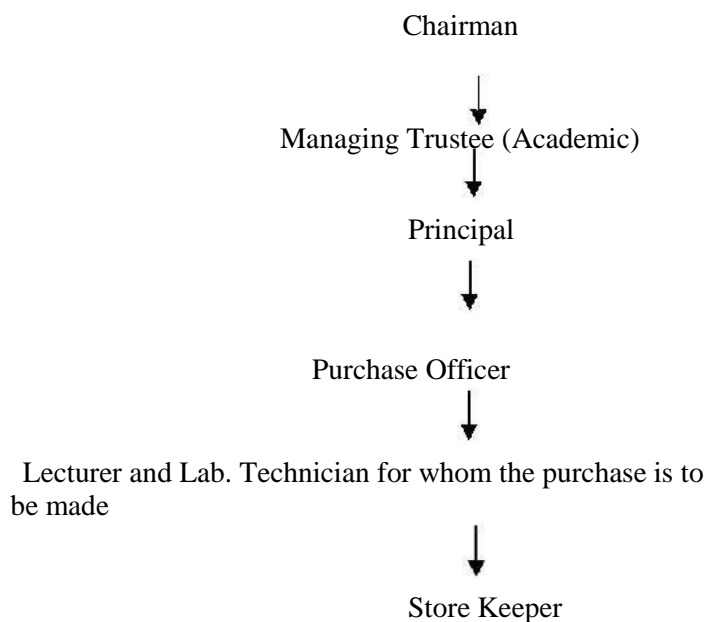 Chairman
Managing Trustee (Academic)
Principal
Purchase Officer
Lecturer and Lab. Technician for whom the purchase is to
be made
Store Keeper